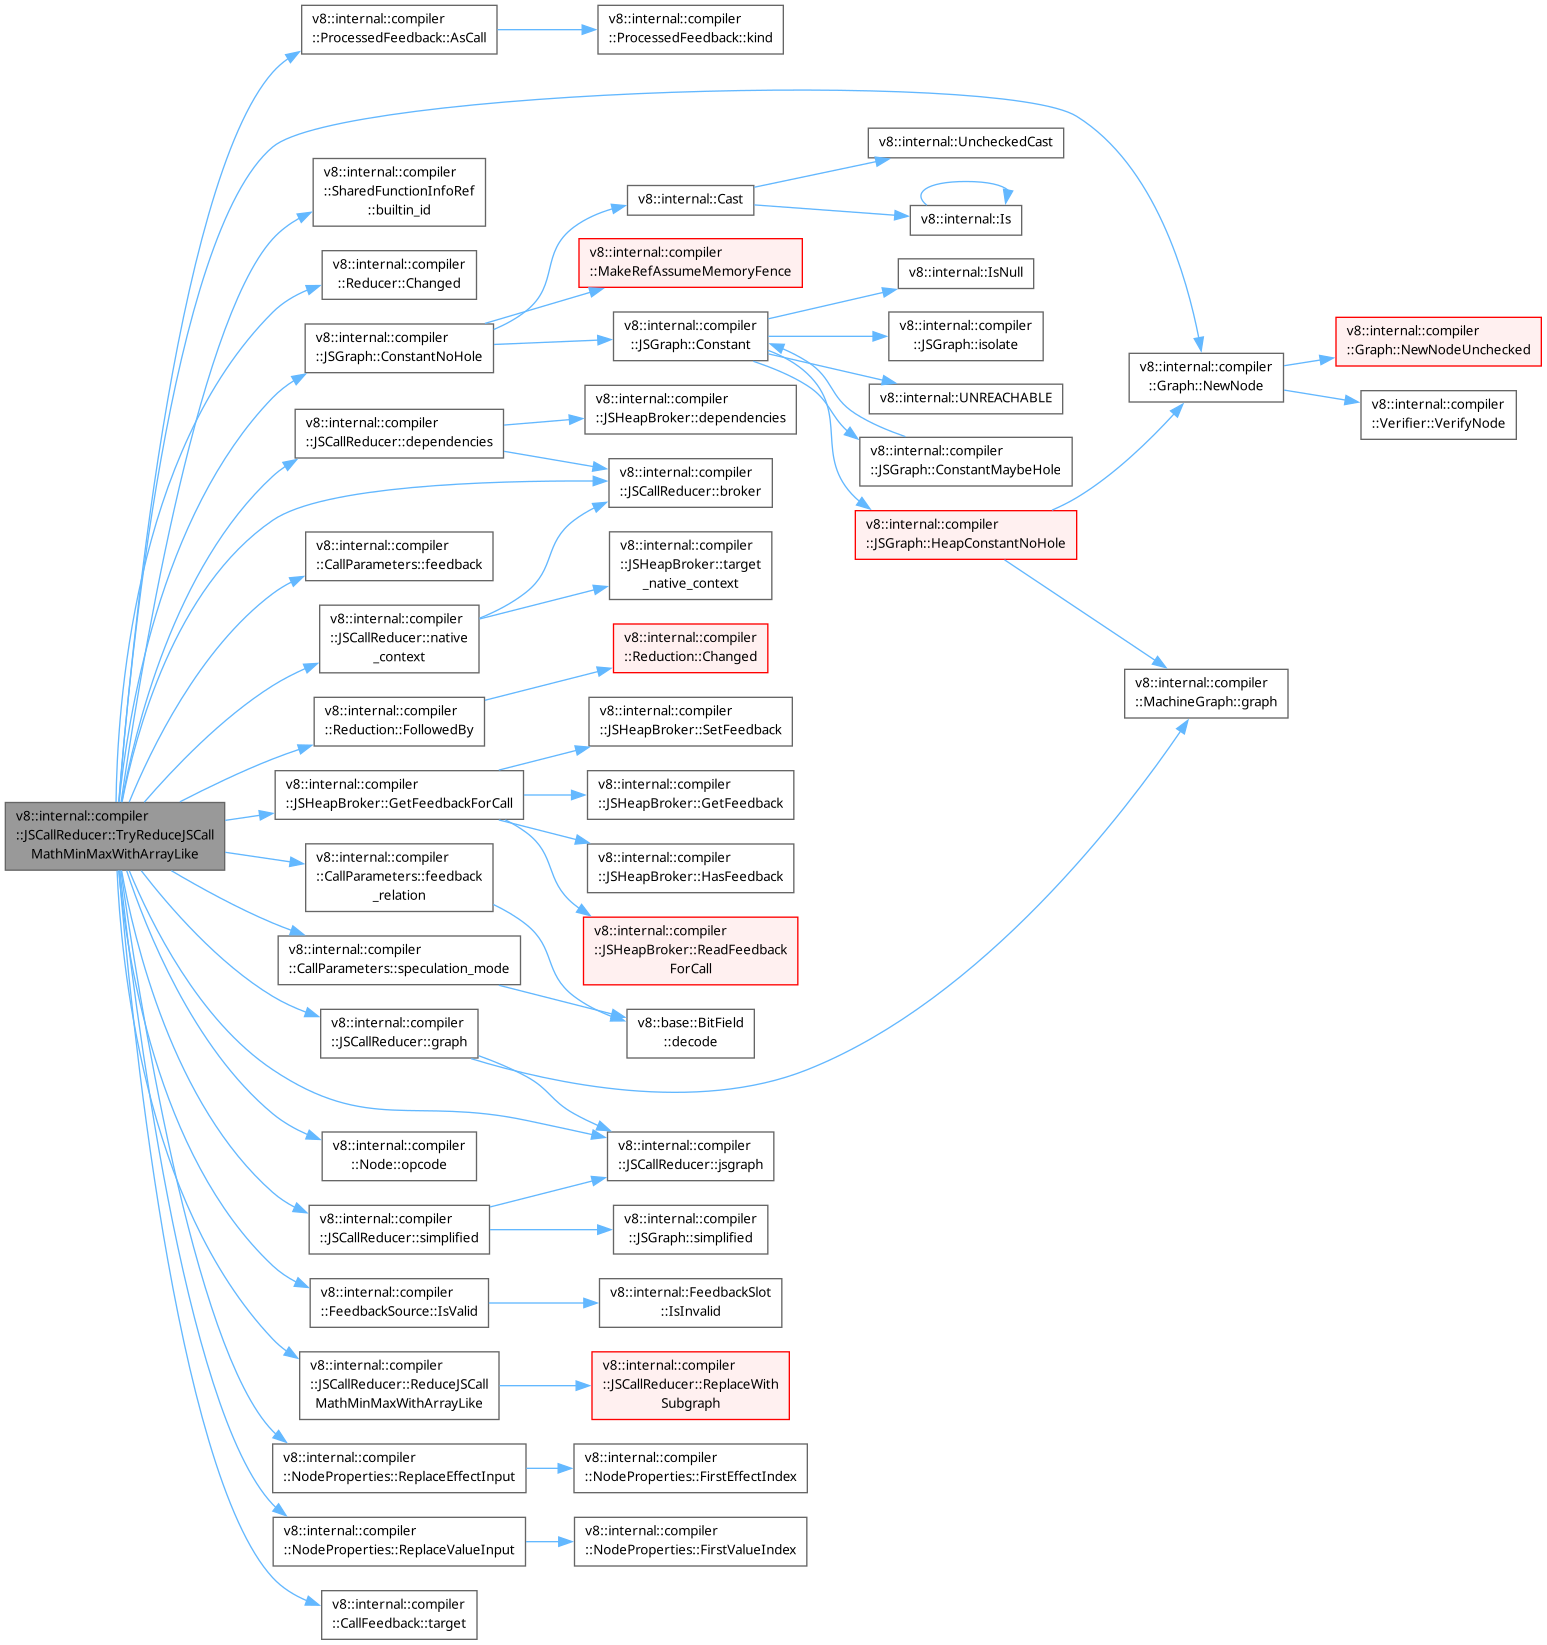 v8::internal::compiler
::JSCallReducer::TryReduceJSCall
MathMinMaxWithArrayLike
v8::internal::compiler
::ProcessedFeedback::AsCall
v8::internal::compiler
::ProcessedFeedback::kind
v8::internal::compiler
::SharedFunctionInfoRef
::builtin_id
v8::internal::compiler
::Reducer::Changed
v8::internal::compiler
::JSGraph::ConstantNoHole
v8::internal::Cast
v8::internal::UncheckedCast
v8::internal::Is
v8::internal::compiler
::MakeRefAssumeMemoryFence
v8::internal::compiler
::JSGraph::Constant
v8::internal::IsNull
v8::internal::compiler
::JSGraph::isolate
v8::internal::UNREACHABLE
v8::internal::compiler
::JSGraph::ConstantMaybeHole
v8::internal::compiler
::JSGraph::HeapConstantNoHole
v8::internal::compiler
::Graph::NewNode
v8::internal::compiler
::Graph::NewNodeUnchecked
v8::internal::compiler
::Verifier::VerifyNode
v8::internal::compiler
::MachineGraph::graph
v8::internal::compiler
::JSCallReducer::dependencies
v8::internal::compiler
::JSHeapBroker::dependencies
v8::internal::compiler
::JSCallReducer::broker
v8::internal::compiler
::CallParameters::feedback
v8::internal::compiler
::JSCallReducer::native
_context
v8::internal::compiler
::JSHeapBroker::target
_native_context
v8::internal::compiler
::Reduction::FollowedBy
v8::internal::compiler
::Reduction::Changed
v8::internal::compiler
::JSHeapBroker::GetFeedbackForCall
v8::internal::compiler
::JSHeapBroker::SetFeedback
v8::internal::compiler
::JSHeapBroker::GetFeedback
v8::internal::compiler
::JSHeapBroker::HasFeedback
v8::internal::compiler
::JSHeapBroker::ReadFeedback
ForCall
v8::internal::compiler
::CallParameters::feedback
_relation
v8::internal::compiler
::CallParameters::speculation_mode
v8::base::BitField
::decode
v8::internal::compiler
::JSCallReducer::graph
v8::internal::compiler
::JSCallReducer::jsgraph
v8::internal::compiler
::Node::opcode
v8::internal::compiler
::JSCallReducer::simplified
v8::internal::compiler
::JSGraph::simplified
v8::internal::compiler
::FeedbackSource::IsValid
v8::internal::FeedbackSlot
::IsInvalid
v8::internal::compiler
::JSCallReducer::ReduceJSCall
MathMinMaxWithArrayLike
v8::internal::compiler
::JSCallReducer::ReplaceWith
Subgraph
v8::internal::compiler
::NodeProperties::ReplaceEffectInput
v8::internal::compiler
::NodeProperties::FirstEffectIndex
v8::internal::compiler
::NodeProperties::ReplaceValueInput
v8::internal::compiler
::NodeProperties::FirstValueIndex
v8::internal::compiler
::CallFeedback::target